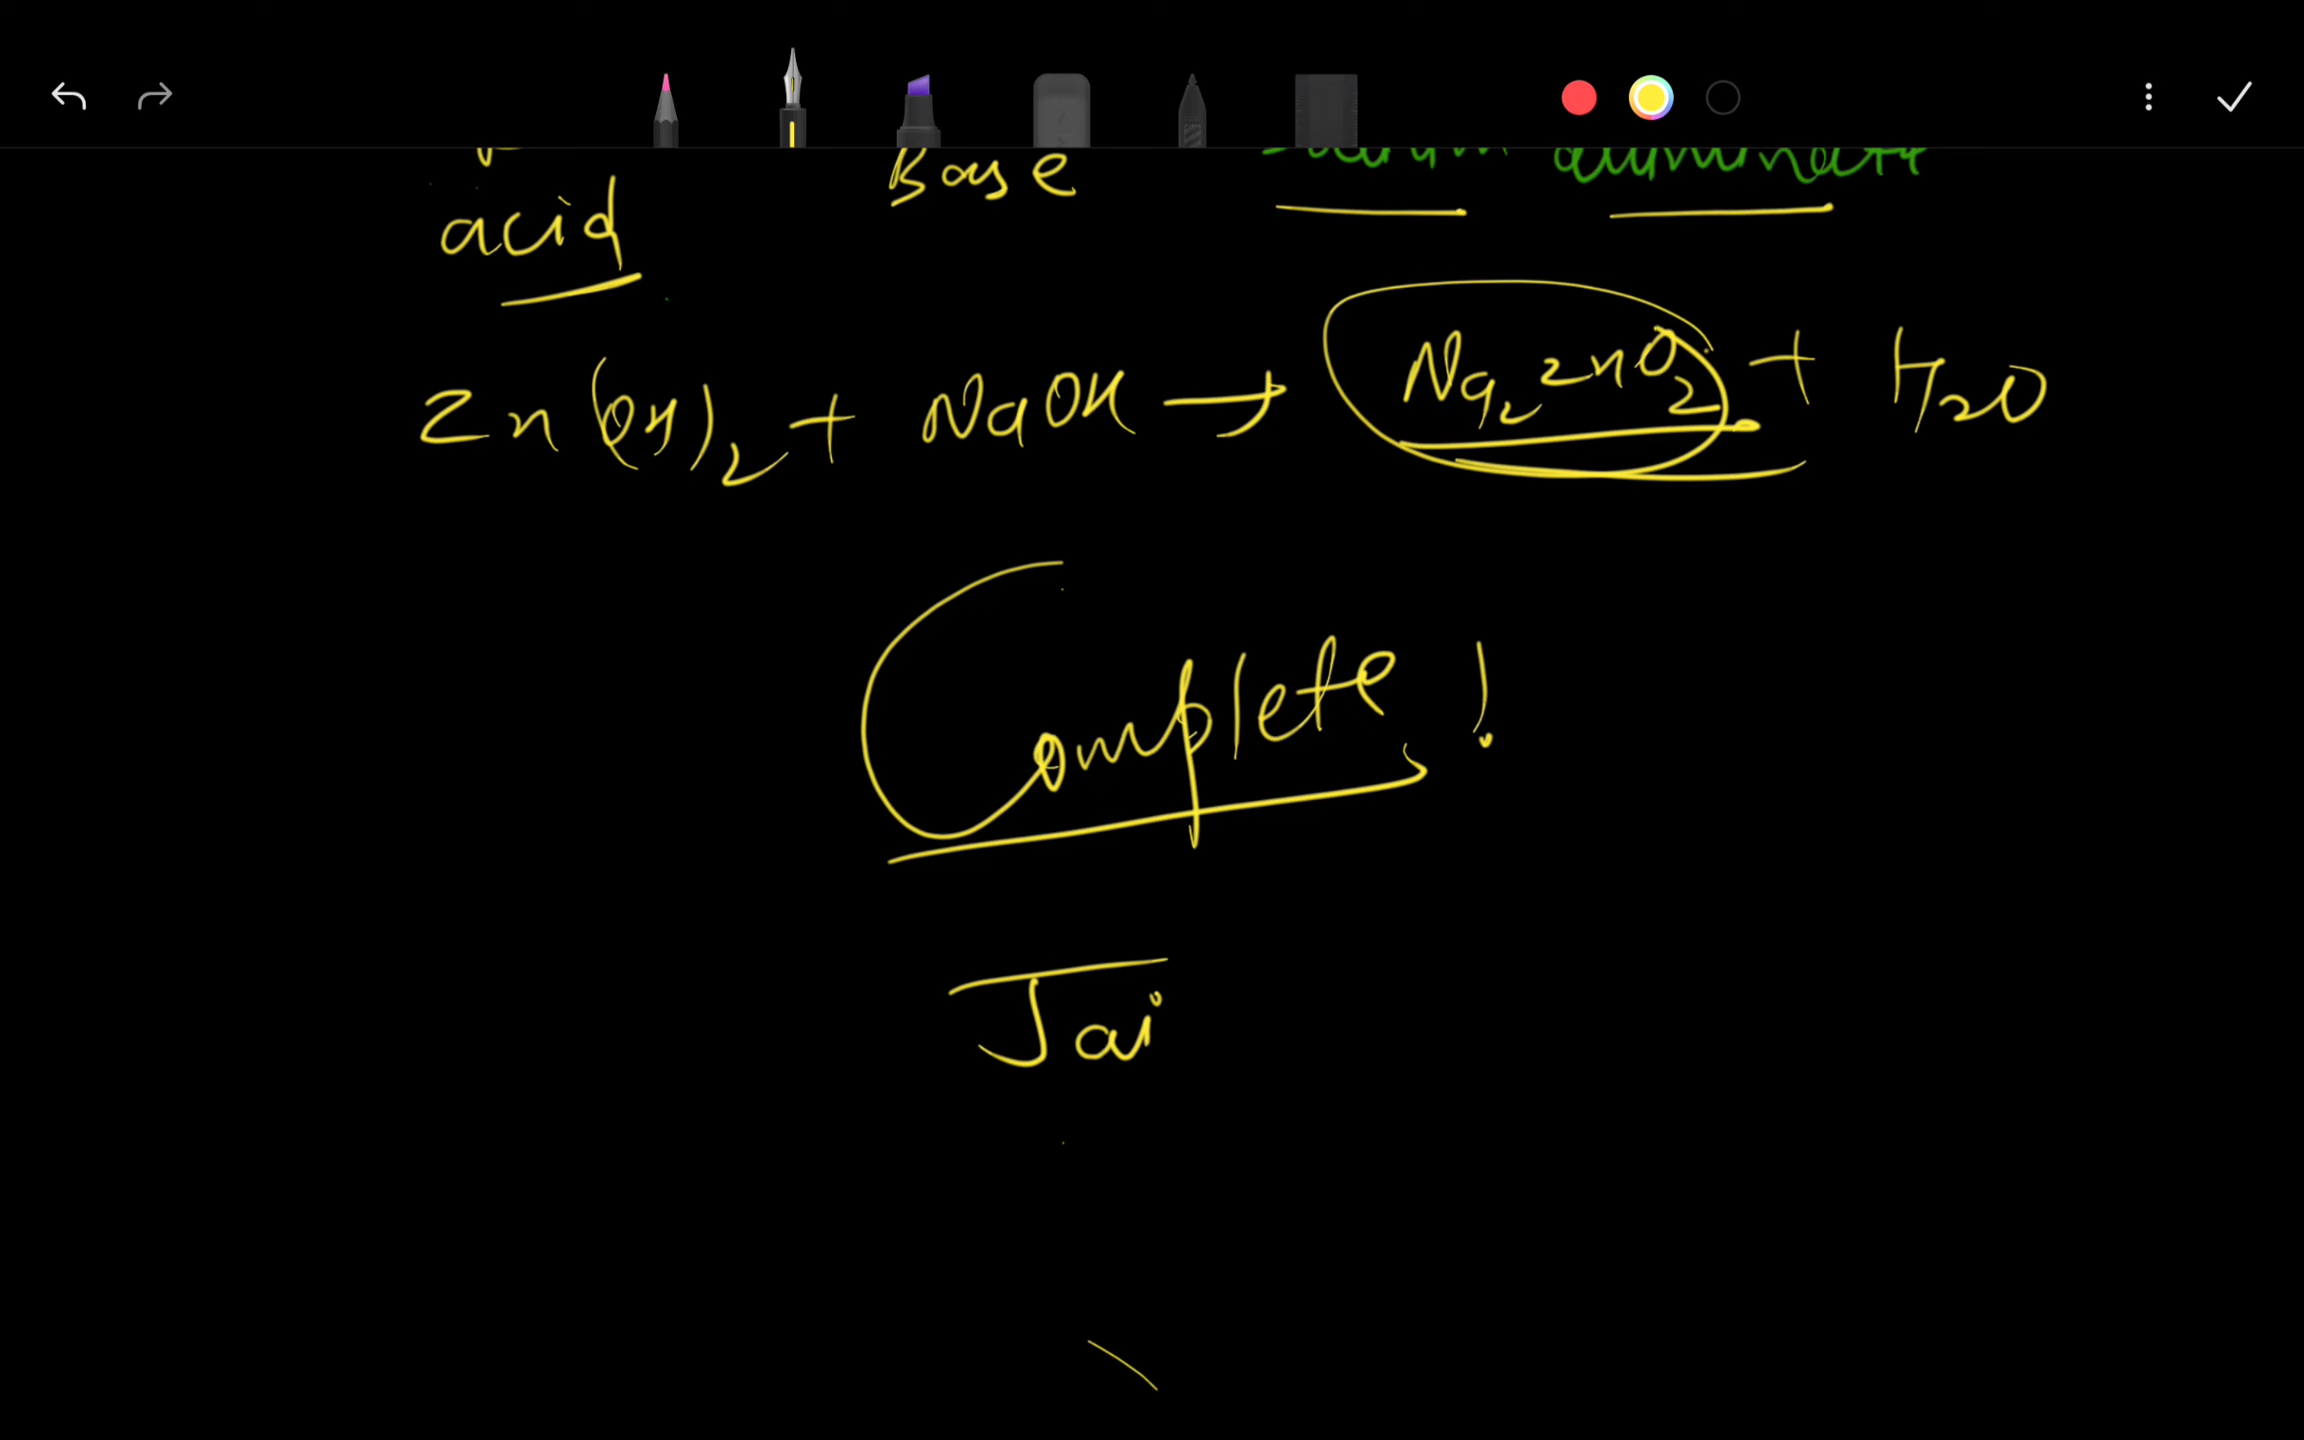 Base
acid
Zn(OH)₂ + NaOH → Na₂ZnO₂ + H₂O
Complete!
Jai